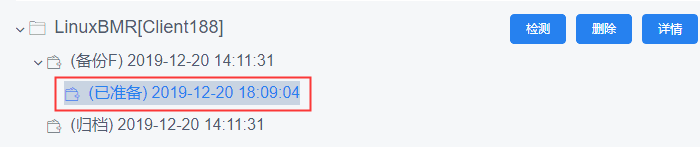 LinuxBMR[Client188] 检测 删除 详情
(备份F) 2019-12-20 14:11:31
(已准备) 2019-12-20 18:09:04
(归档) 2019-12-20 14:11:31